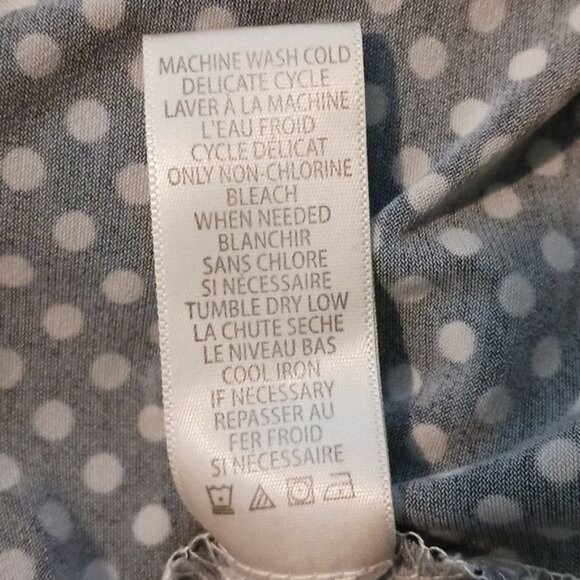 MACHINE WASH COLD
DELICATE CYCLE
LAVER A LA MACHINE
L'EAU FROID
CYCLE DÉLICAT
ONLY NON-CHLORINE
BLEACH
WHEN NEEDED
BLANCHIR
SANS CHLORE
SI NÉCESSAIRE
TUMBLE DRY LOW
LA CHUTE SECHE
LE NIVEAU BAS
COOL IRON
IF NECESSARY
REPASSER AU
FER FROID
SI NECESSAIRE